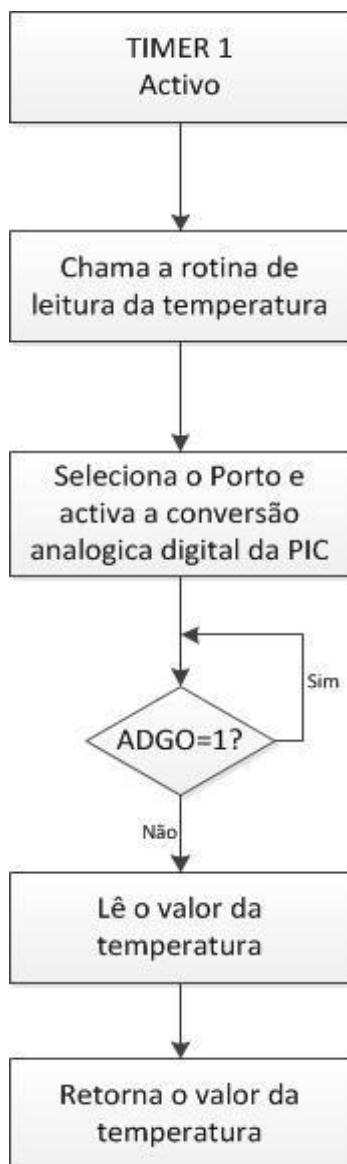 TIMER 1
Activo
Chama a rotina de
leitura da temperatura
Seleciona o Porto e
activa a conversão
analogica digital da PIC
Sim
ADGO=1?
Não
Lê o valor da
temperatura
Retorna o valor da
temperatura